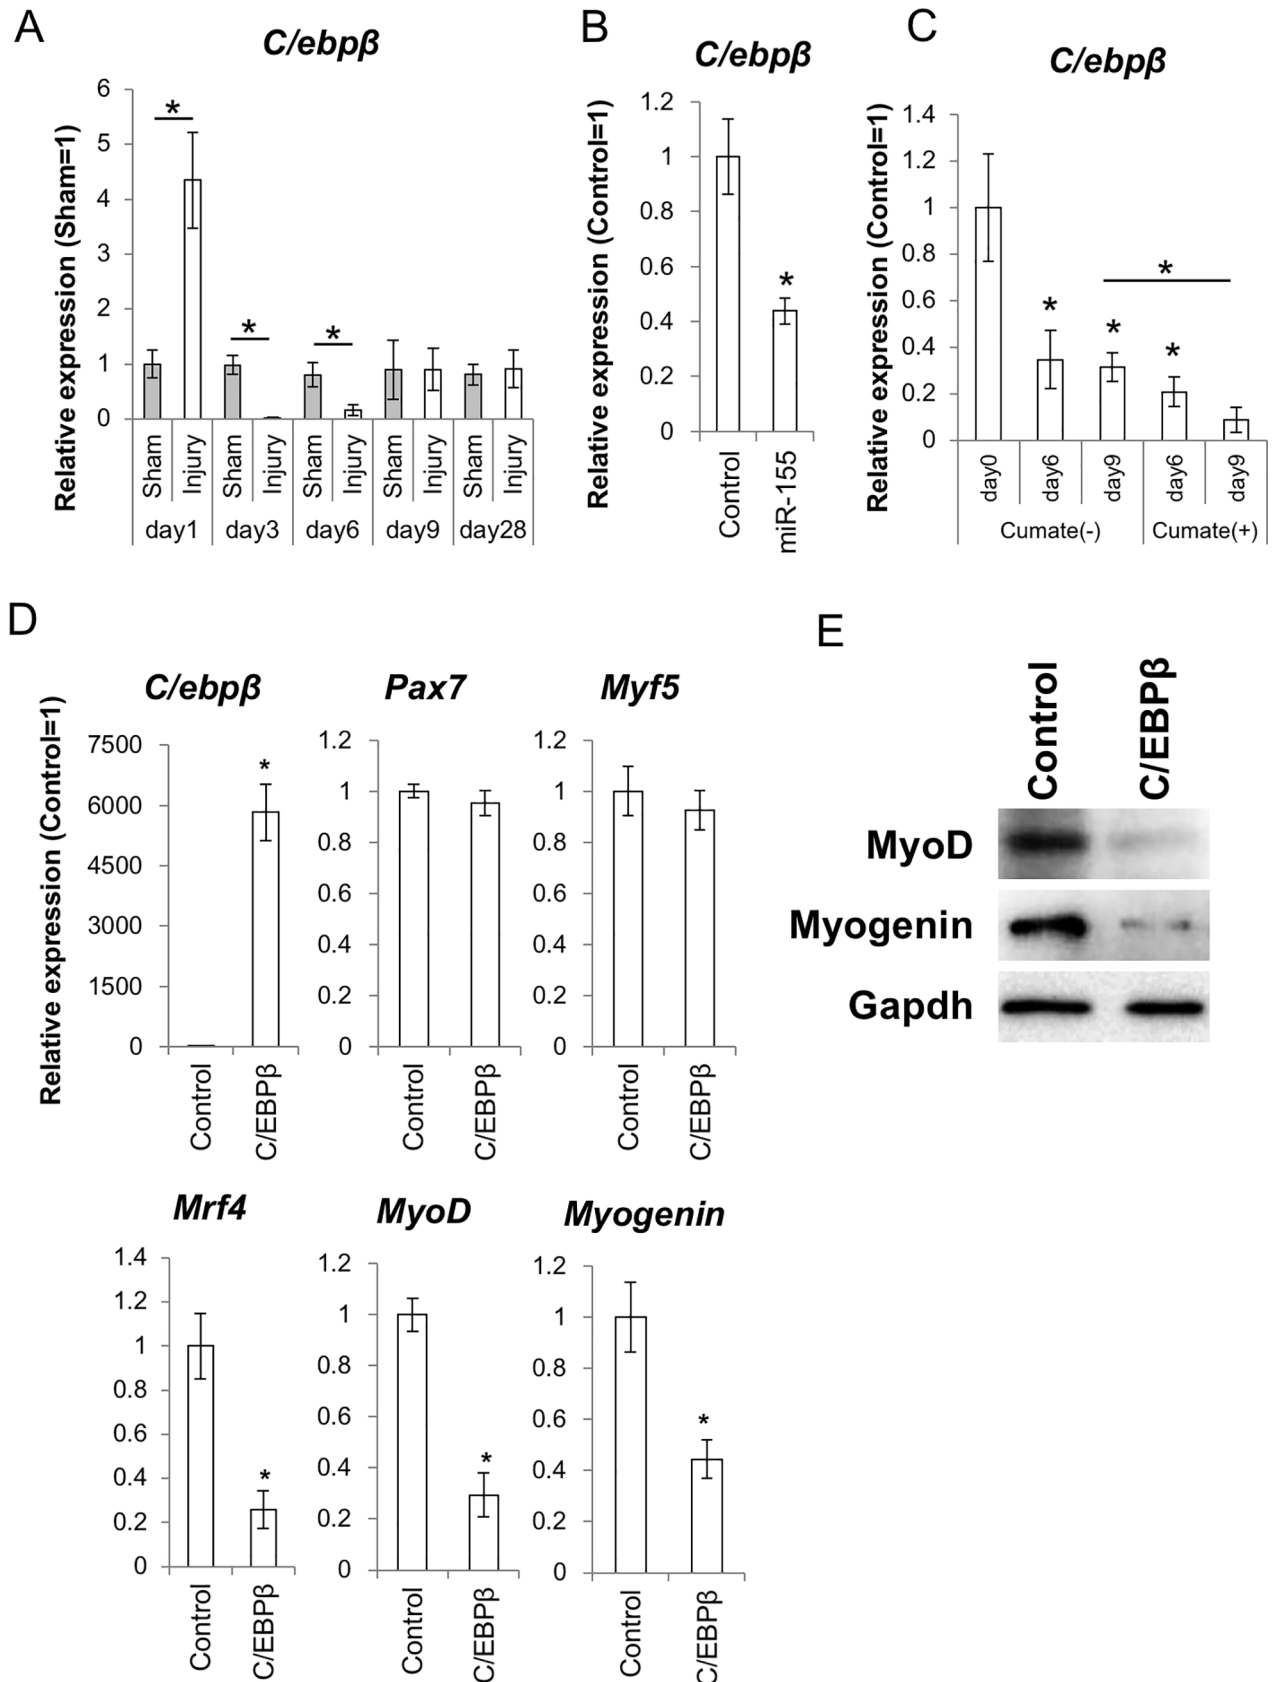 A
C/ebpβ
Relative expression (Sham=1)
6
5
4
3
2
1
0
*
*
*
Sham
Injury
Sham
Injury
Sham
Injury
Sham
Injury
Sham
Injury
day1
day3
day6
day9
day28
B
C/ebpβ
Relative expression (Control=1)
1.2
1
0.8
0.6
0.4
0.2
0
*
Control
miR-155
C
C/ebpβ
Relative expression (Control=1)
1.4
1.2
1
0.8
0.6
0.4
0.2
0
*
*
*
*
day0
day6
day9
day6
day9
Cumate(-)
Cumate(+)
D
Relative expression (Control=1)
C/ebpβ
7500
6000
4500
3000
1500
0
*
Control
C/EBPβ
Pax7
1.2
1
0.8
0.6
0.4
0.2
0
Control
C/EBPβ
Myf5
1.2
1
0.8
0.6
0.4
0.2
0
Control
C/EBPβ
Mrf4
1.4
1.2
1
0.8
0.6
0.4
0.2
0
*
Control
C/EBPβ
MyoD
1.2
1
0.8
0.6
0.4
0.2
0
*
Control
C/EBPβ
Myogenin
1.2
1
0.8
0.6
0.4
0.2
0
*
Control
C/EBPβ
E
Control
C/EBPβ
MyoD
Myogenin
Gapdh